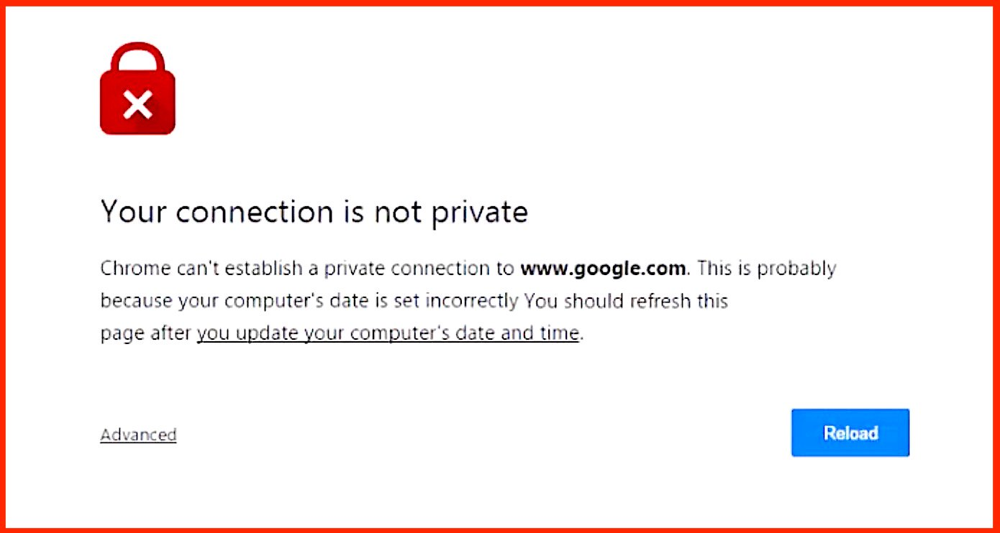 Your connection is not private
Chrome can't establish a private connection to www.google.com. This is probably
because your computer's date is set incorrectly You should refresh this
page after you update your computer's date and time.
Advanced
Reload